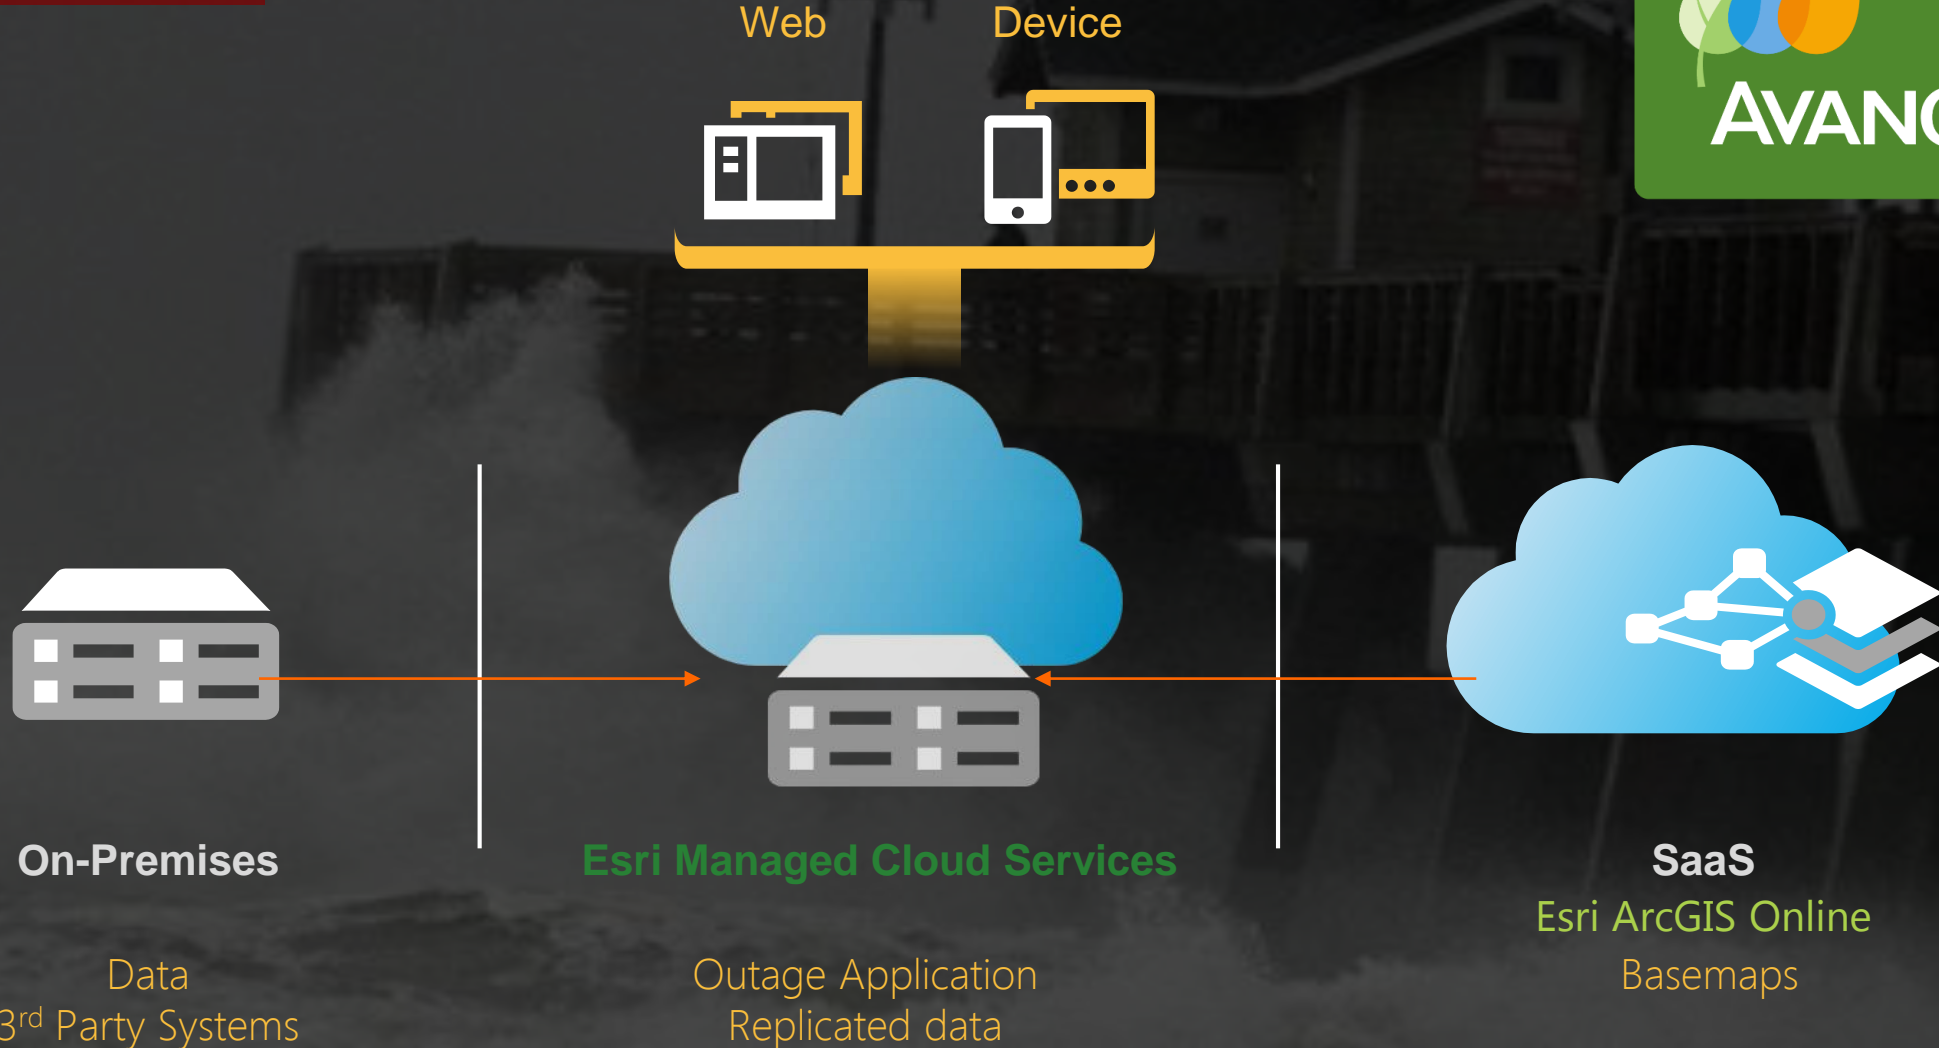 Web
Device
On-Premises
Esri Managed Cloud Services
SaaS
Esri ArcGIS Online
Data
Outage Application
Basemaps
3rd Party Systems
Replicated data